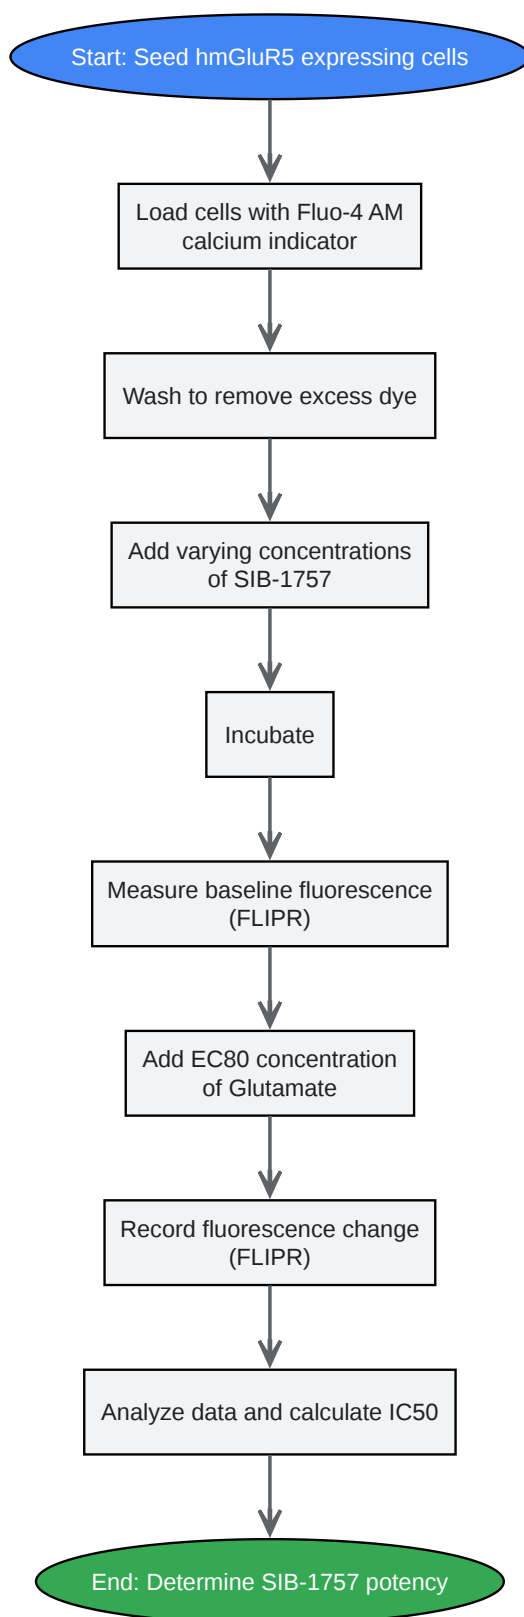 Start: Seed hmGluR5 expressing cells
Load cells with Fluo-4 AM
calcium indicator
Wash to remove excess dye
Add varying concentrations
of SIB-1757
Incubate
Measure baseline fluorescence
(FLIPR)
Add EC80 concentration
of Glutamate
Record fluorescence change
(FLIPR)
Analyze data and calculate IC50
End: Determine SIB-1757 potency